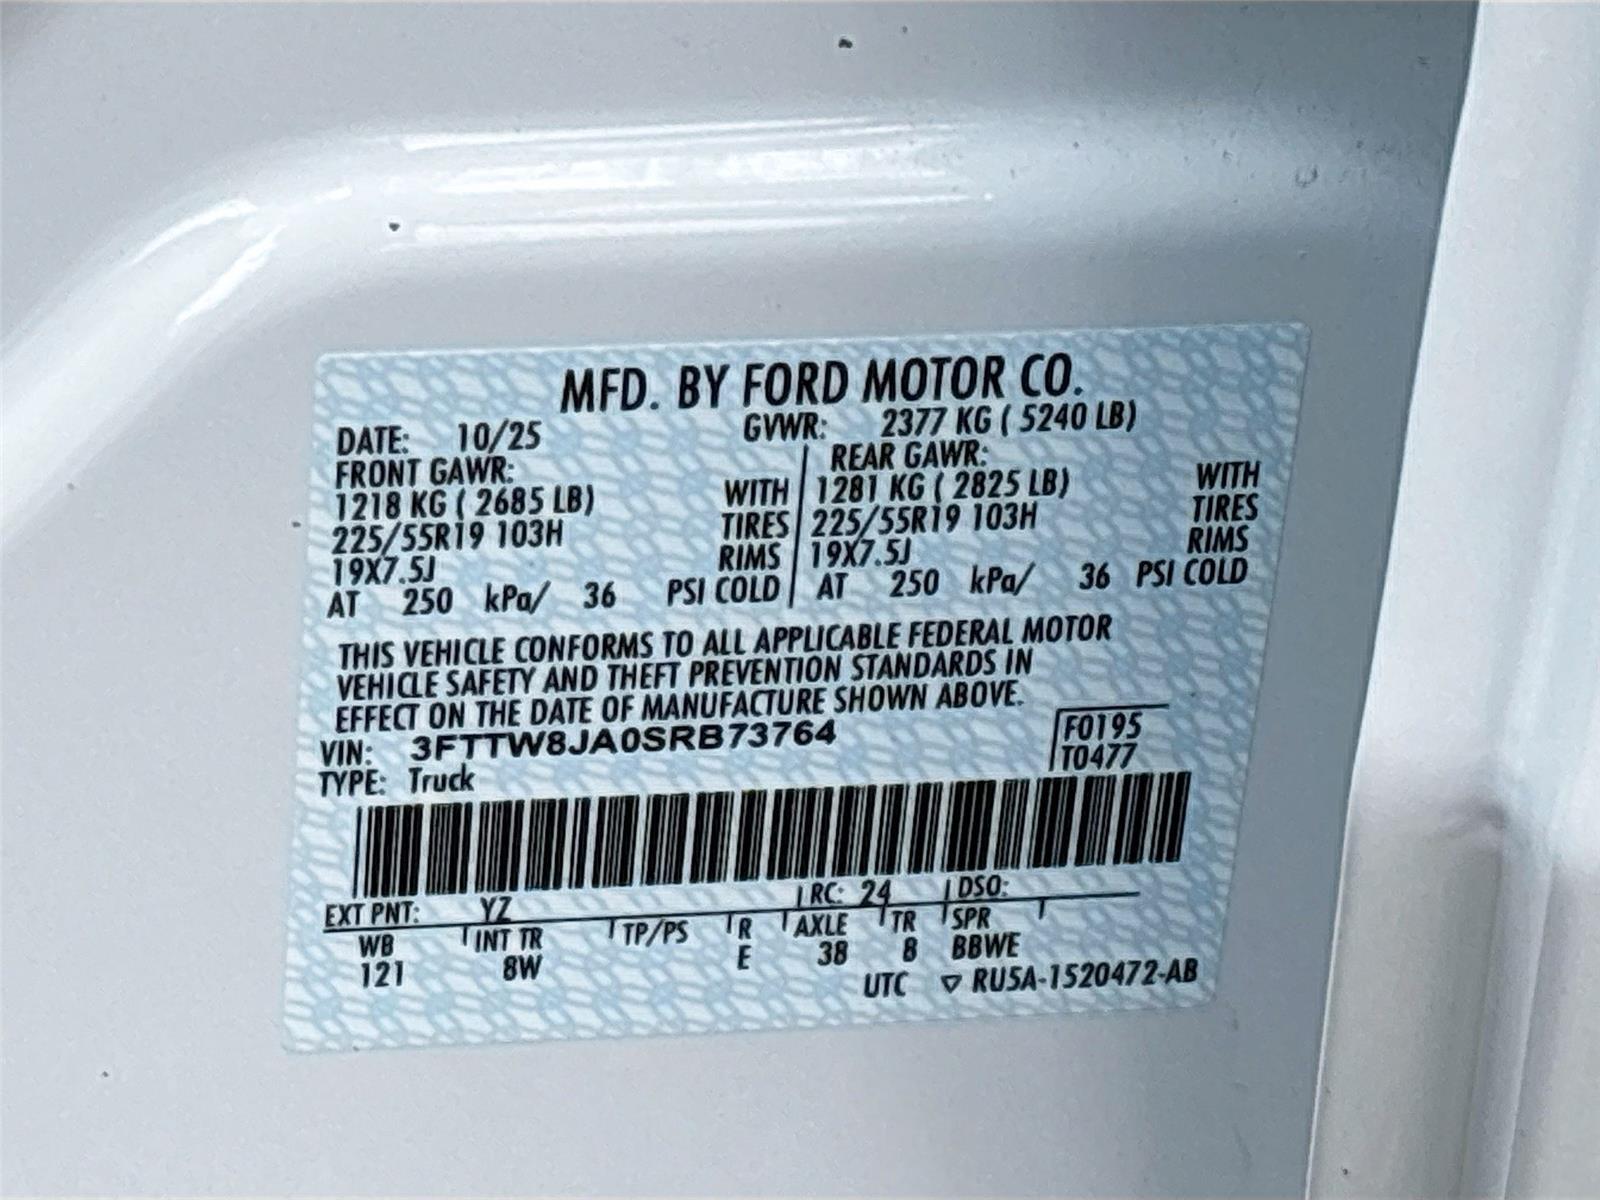 MFD. BY FORD MOTOR CO.
DATE: 10/25 GVWR: 2377 KG ( 5240 LB)
FRONT GAWR: REAR GAWR:
1218 KG ( 2685 LB) WITH 1281 KG ( 2825 LB) WITH
225/55R19 103H TIRES 225/55R19 103H TIRES
19X7.5J RIMS 19X7.5J RIMS
AT 250 kPa/ 36 PSI COLD AT 250 kPa/ 36 PSI COLD
THIS VEHICLE CONFORMS TO ALL APPLICABLE FEDERAL MOTOR
VEHICLE SAFETY AND THEFT PREVENTION STANDARDS IN
EFFECT ON THE DATE OF MANUFACTURE SHOWN ABOVE.
VIN: 3FTTW8JA0SRB73764 F0195
TYPE: Truck T0477
EXT PNT: YZ RC: 24 DSO:
WB INT TR TP/PS R AXLE TR SPR
121 8W E 38 8 BBWE
UTC ▽ RU5A-1520472-AB